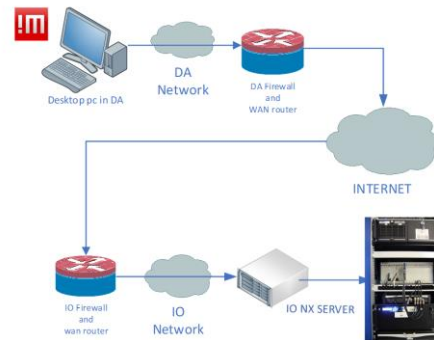 !M
Desktop pc in DA
DA
Network
DA Firewall
and
WAN router
INTERNET
IO Firewall
and
wan router
IO
Network
IO NX SERVER